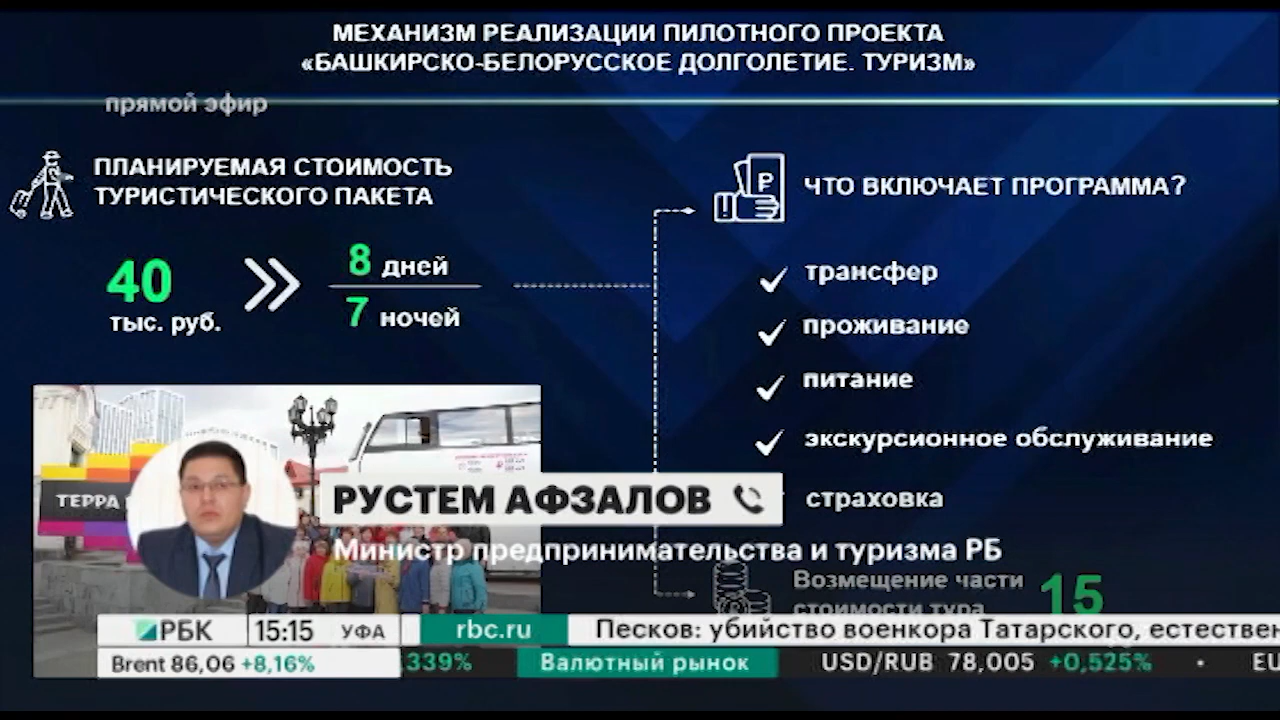 МЕХАНИЗМ РЕАЛИЗАЦИИ ПИЛОТНОГО ПРОЕКТА
«БАШКИРСКО-БЕЛОРУССКОЕ ДОЛГОЛЕТИЕ. ТУРИЗМ»
прямой эфир
ПЛАНИРУЕМАЯ СТОИМОСТЬ
ТУРИСТИЧЕСКОГО ПАКЕТА
40
тыс. руб.
8 дней
7 ночей
ЧТО ВКЛЮЧАЕТ ПРОГРАММА?
трансфер
проживание
питание
экскурсионное обслуживание
страховка
Возмещение части
стоимости тура
15
ТЕРРА
РУСТЕМ АФЗАЛОВ
Министр предпринимательства и туризма РБ
РБК 15:15 УФА rbc.ru Песков: убийство военкора Татарского, естествен
Brent 86,06 +8,16% 339% Валютный рынок USD/RUB 78,005 +0,525% • EU